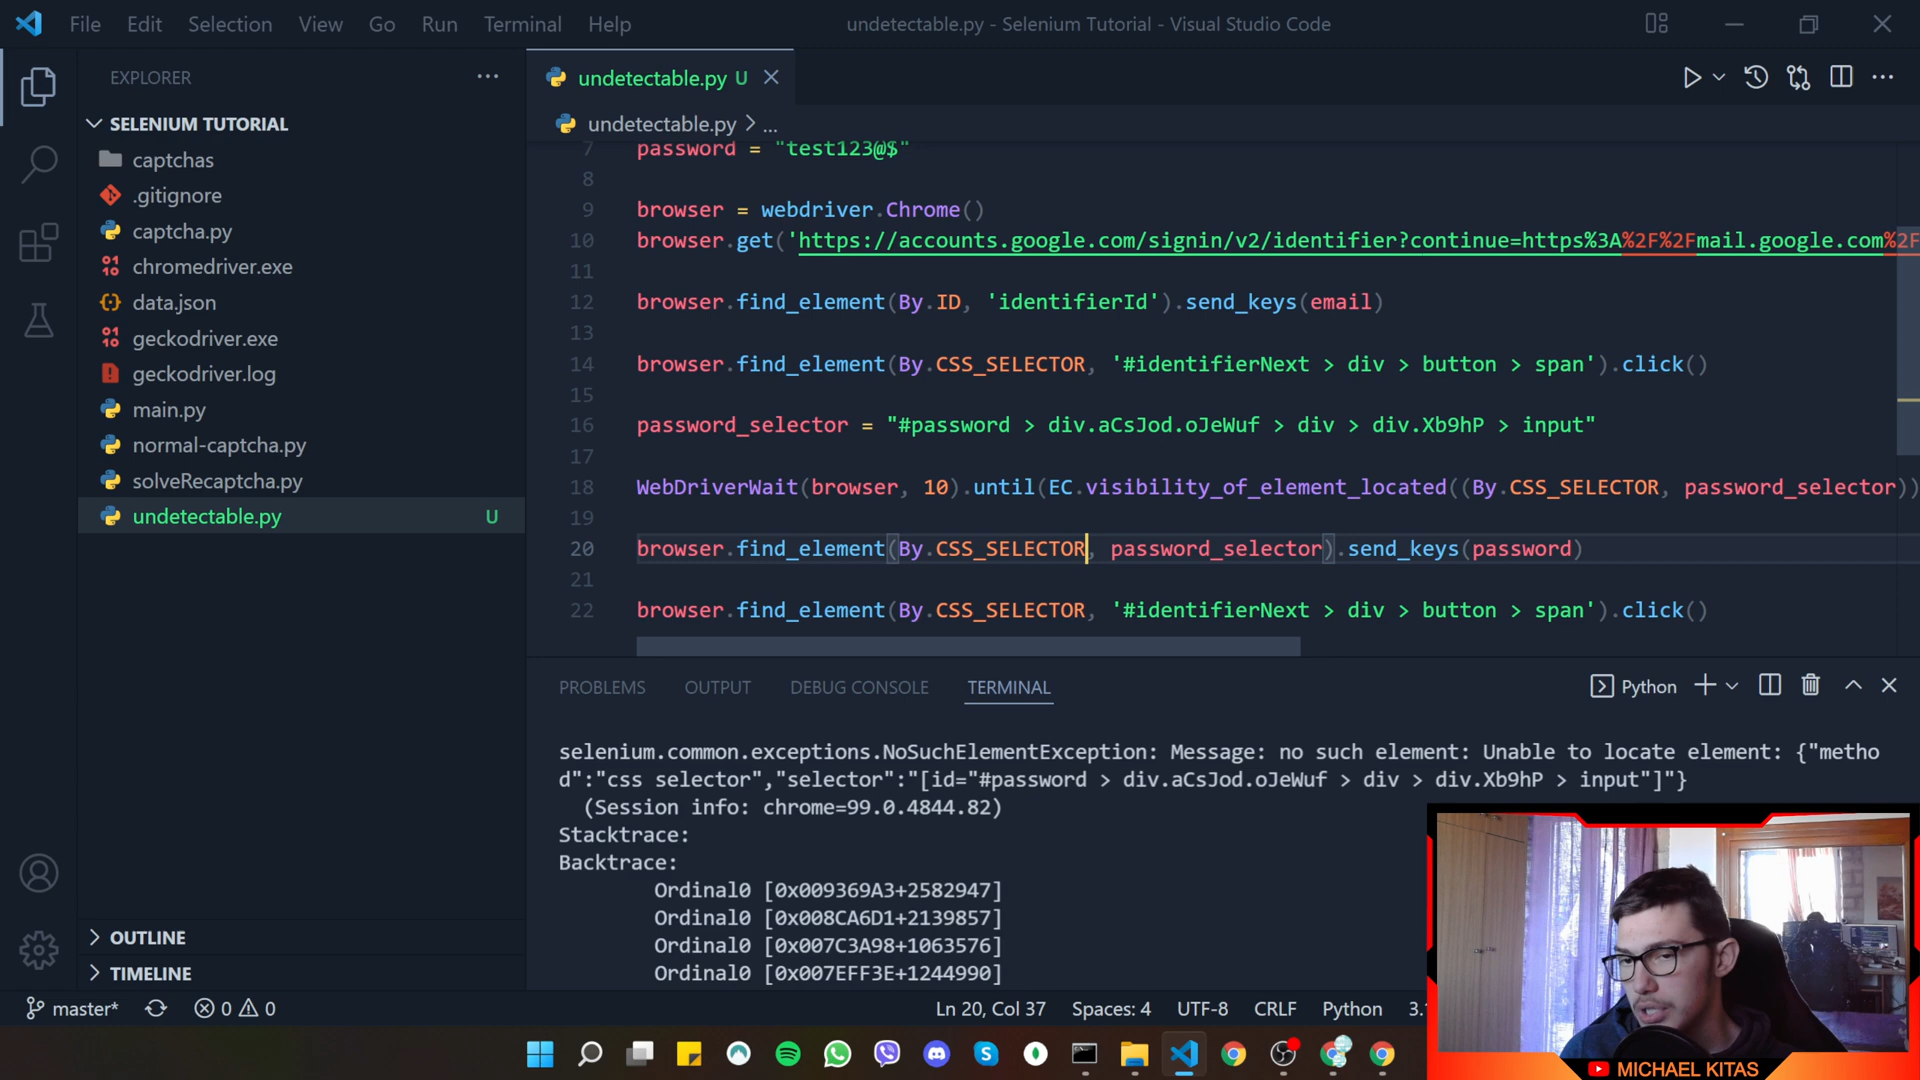 File Edit Selection View Go Run Terminal Help
undetectable.py - Selenium Tutorial - Visual Studio Code
EXPLORER
SELENIUM TUTORIAL
captchas
.gitignore
captcha.py
chromedriver.exe
data.json
geckodriver.exe
geckodriver.log
main.py
normal-captcha.py
solveRecaptcha.py
undetectable.py U
OUTLINE
TIMELINE
undetectable.py U
undetectable.py > ...
7 password = "test123@$"
8
9 browser = webdriver.Chrome()
10 browser.get('https://accounts.google.com/signin/v2/identifier?continue=https%3A%2F%2Fmail.google.com%2F
11
12 browser.find_element(By.ID, 'identifierId').send_keys(email)
13
14 browser.find_element(By.CSS_SELECTOR, '#identifierNext > div > button > span').click()
15
16 password_selector = "#password > div.aCsJod.oJeWuf > div > div.Xb9hP > input"
17
18 WebDriverWait(browser, 10).until(EC.visibility_of_element_located((By.CSS_SELECTOR, password_selector))
19
20 browser.find_element(By.CSS_SELECTOR, password_selector).send_keys(password)
21
22 browser.find_element(By.CSS_SELECTOR, '#identifierNext > div > button > span').click()
PROBLEMS OUTPUT DEBUG CONSOLE TERMINAL
Python
selenium.common.exceptions.NoSuchElementException: Message: no such element: Unable to locate element: {"metho
d":"css selector","selector":"[id="#password > div.aCsJod.oJeWuf > div > div.Xb9hP > input"]"}
(Session info: chrome=99.0.4844.82)
Stacktrace:
Backtrace:
Ordinal0 [0x009369A3+2582947]
Ordinal0 [0x008CA6D1+2139857]
Ordinal0 [0x007C3A98+1063576]
Ordinal0 [0x007EFF3E+1244990]
master* 0 0
Ln 20, Col 37 Spaces: 4 UTF-8 CRLF Python
MICHAEL KITAS